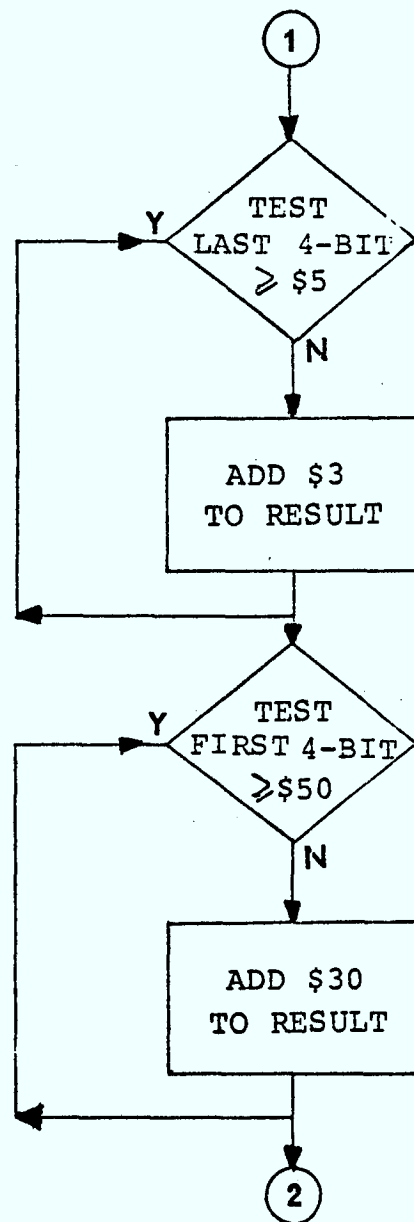 1
TEST
Y
LAST 4-BIT
⩾ $5
N
ADD $3
TO RESULT
TEST
Y
FIRST 4-BIT
⩾$50
N
ADD $30
TO RESULT
2